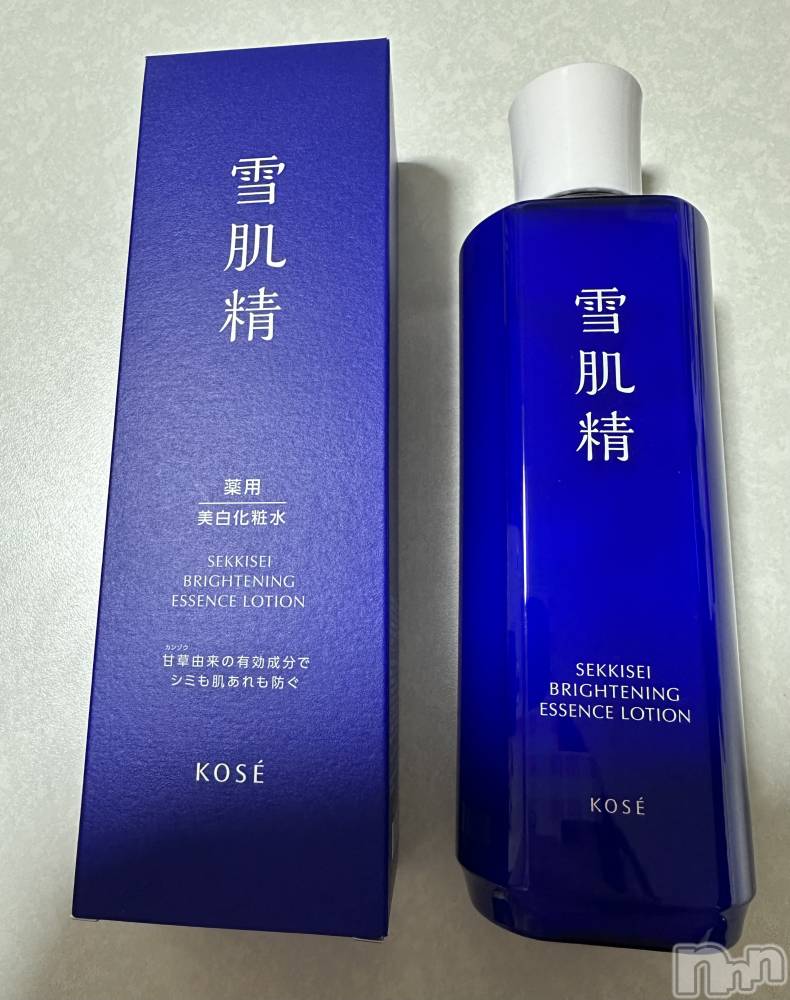 雪肌精
薬用
美白化粧水
SEKKISEI
BRIGHTENING
ESSENCE LOTION
カンゾウ
甘草由来の有効成分で
シミも肌あれも防ぐ
KOSÉ
雪肌精
SEKKISEI
BRIGHTENING
ESSENCE LOTION
KOSÉ
nnn